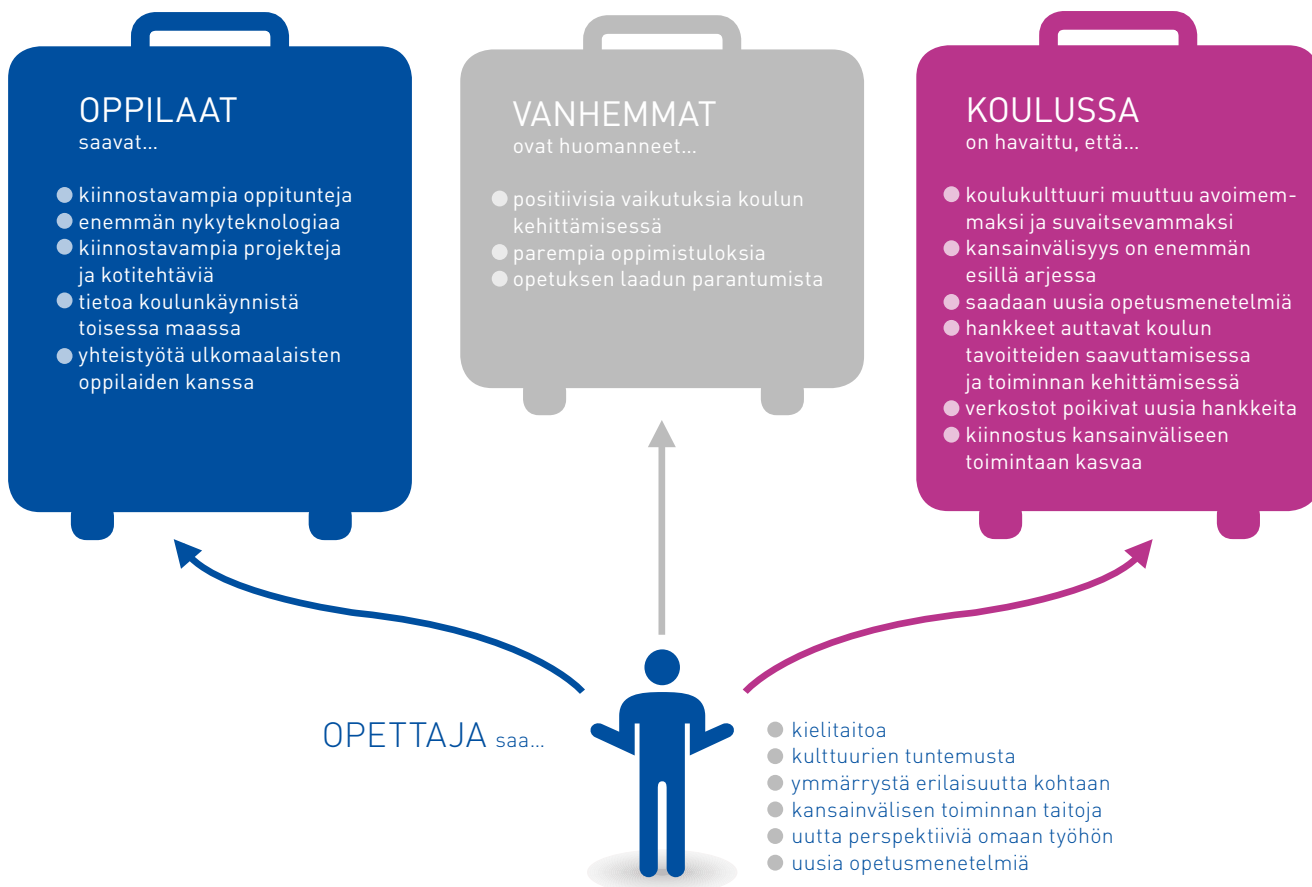 OPPILAAT
saavat...
kiinnostavampia oppitunteja
enemmän nykyteknologiaa
kiinnostavampia projekteja
ja kotitehtäviä
tietoa koulunkäynnistä
toisessa maassa
yhteistyötä ulkomaalaisten
oppilaiden kanssa
VANHEMMAT
ovat huomanneet...
positiivisia vaikutuksia koulun
kehittämisessä
parempia oppimistuloksia
opetuksen laadun parantumista
KOULUSSA
on havaittu, että...
koulukulttuuri muuttuu avoimem-
maksi ja suvaitsevammaksi
kansainvälisyys on enemmän
esillä arjessa
saadaan uusia opetusmenetelmiä
hankkeet auttavat koulun
tavoitteiden saavuttamisessa
ja toiminnan kehittämisessä
verkostot poikivat uusia hankkeita
kiinnostus kansainväliseen
toimintaan kasvaa
OPETTAJA saa...
kielitaitoa
kulttuurien tuntemusta
ymmärrystä erilaisuutta kohtaan
kansainvälisen toiminnan taitoja
uutta perspektiiviä omaan työhön
uusia opetusmenetelmiä